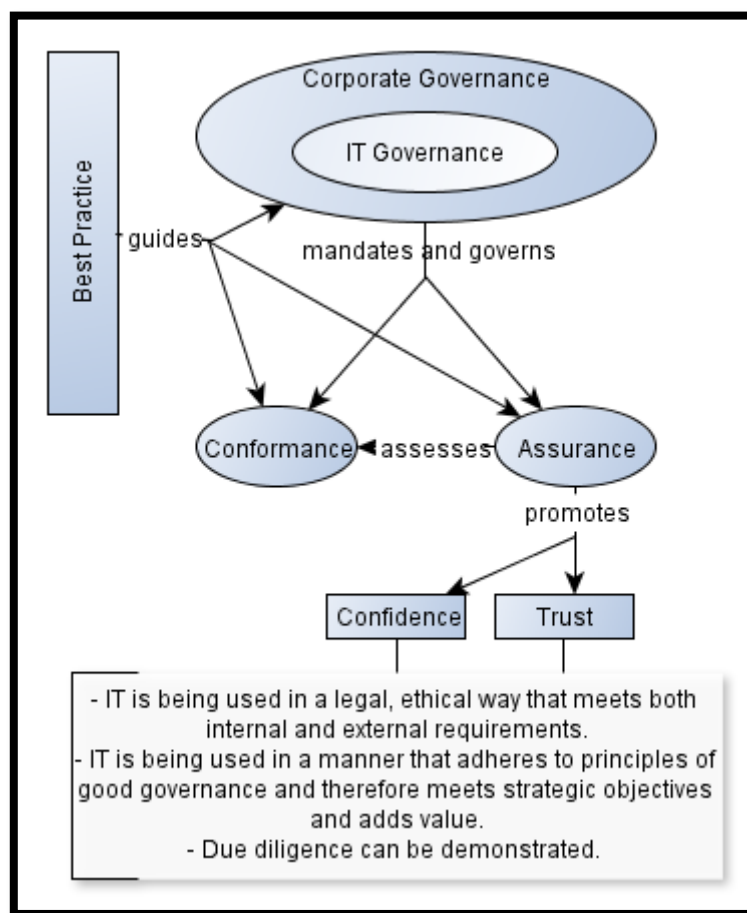 Corporate Governance
IT Governance
Best Practice
guides
mandates and governs
Conformance
assesses
Assurance
promotes
Confidence
Trust
- IT is being used in a legal, ethical way that meets both
internal and external requirements.
- IT is being used in a manner that adheres to principles of
good governance and therefore meets strategic objectives
and adds value.
- Due diligence can be demonstrated.